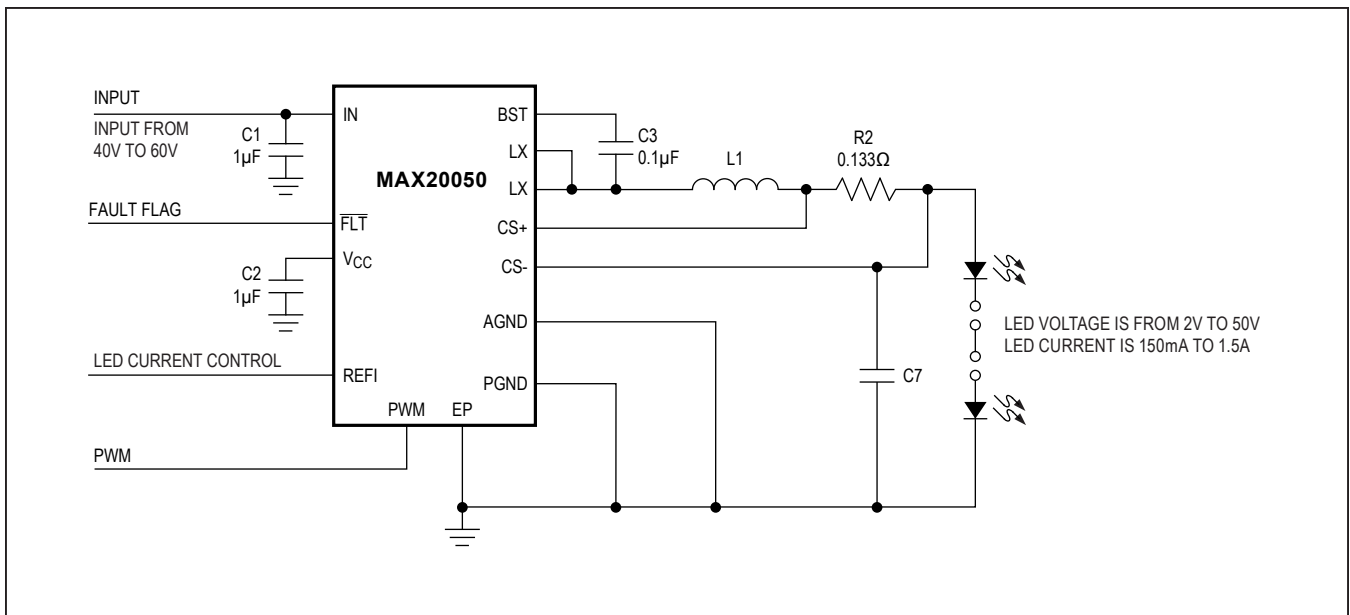 INPUT
INPUT FROM
40V TO 60V
C1
1µF
FAULT FLAG
C2
1µF
LED CURRENT CONTROL
PWM
IN
FLT
VCC
REFI
PWM
EP
MAX20050
BST
LX
LX
CS+
CS-
AGND
PGND
C3
0.1µF
L1
R2
0.133Ω
C7
LED VOLTAGE IS FROM 2V TO 50V
LED CURRENT IS 150mA TO 1.5A